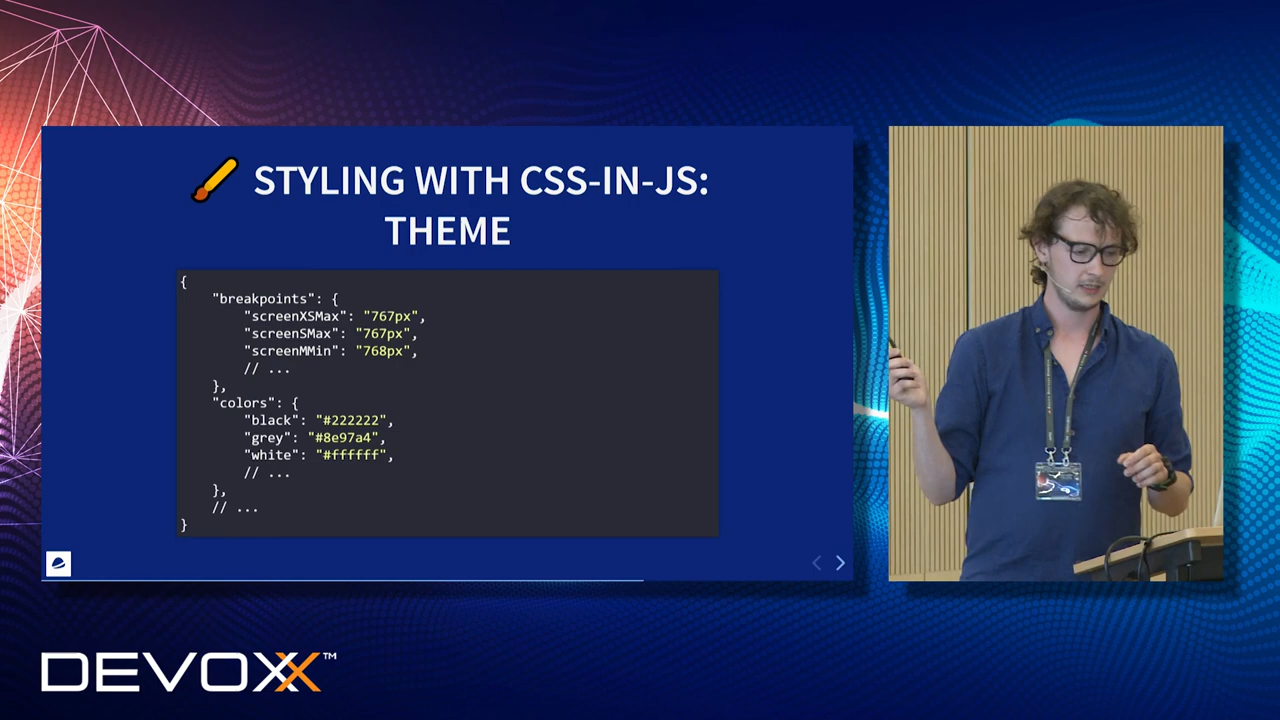 STYLING WITH CSS-IN-JS:
THEME
{
    "breakpoints": {
        "screenXSMax": "767px",
        "screenSMax": "767px",
        "screenMMin": "768px",
        // ...
    },
    "colors": {
        "black": "#222222",
        "grey": "#8e97a4",
        "white": "#ffffff",
        // ...
    },
    // ...
}
DEVOXX™